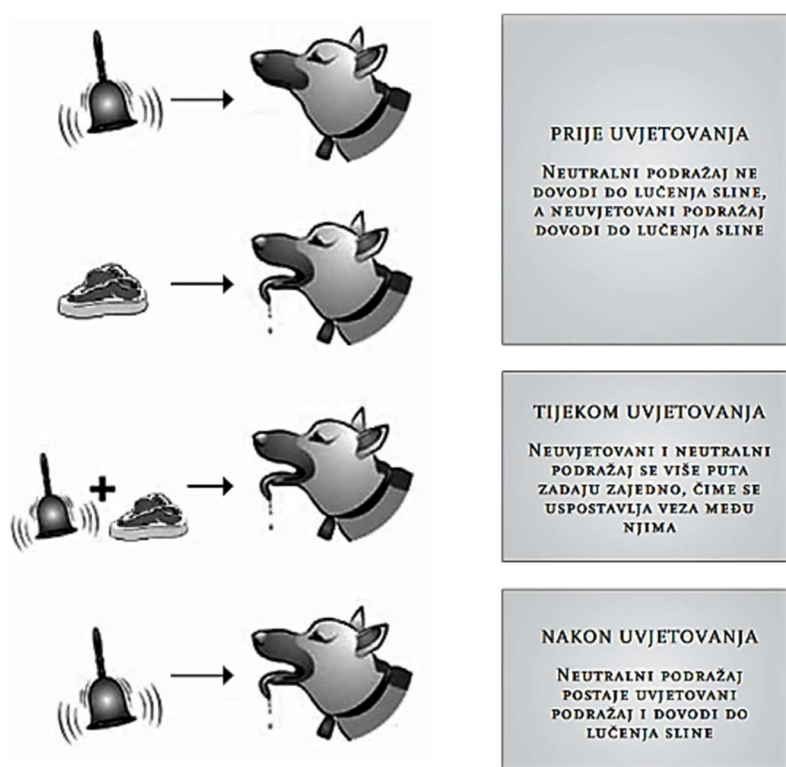 PRIJE UVJETOVANJA
NEUTRALNI PODRAŽAJ NE
DOVODI DO LUČENJA SLINE,
A NEUVJETOVANI PODRAŽAJ
DOVODI DO LUČENJA SLINE
TIJEKOM UVJETOVANJA
NEUVJETOVANI I NEUTRALNI
PODRAŽAJ SE VIŠE PUTA
ZADAJU ZAJEDNO, ČIME SE
USPOSTAVLJA VEZA MEĐU
NJIMA
NAKON UVJETOVANJA
NEUTRALNI PODRAŽAJ
POSTAJE UVJETOVANI
PODRAŽAJ I DOVODI DO
LUČENJA SLINE